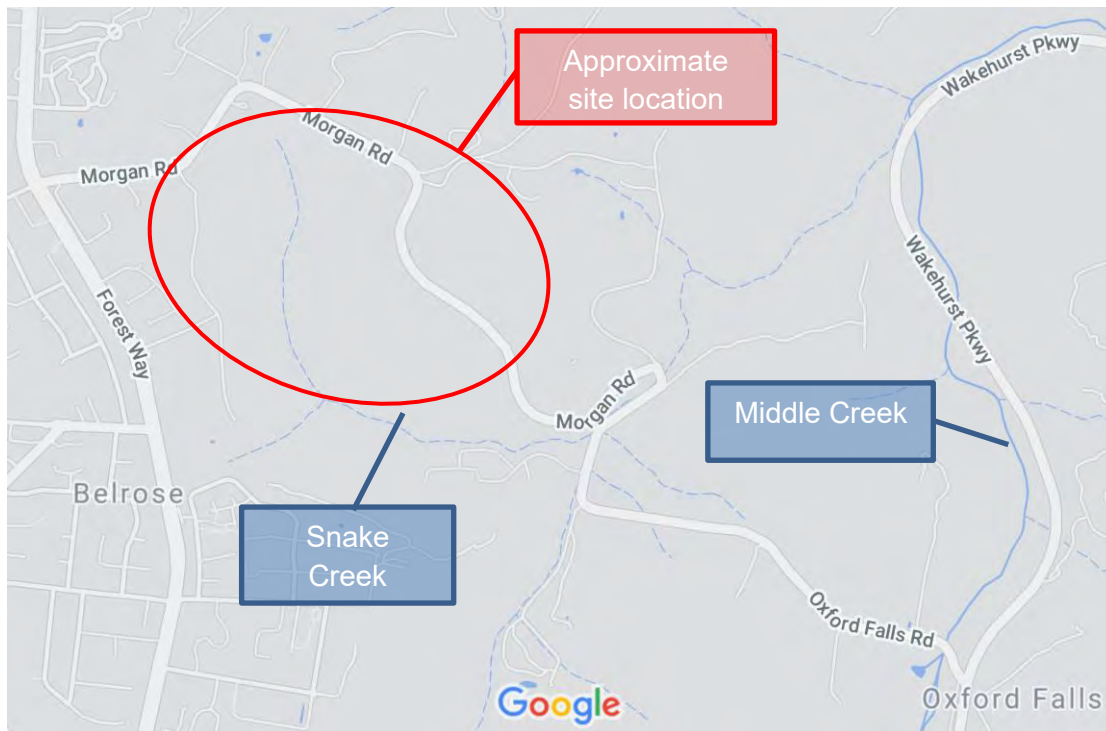 Wakehurst Pkwy
Approximate
site location
Morgan Rd
Morgan Rd
Wakehurst Pkwy
Forest Way
Morgan Rd
Middle Creek
Belrose
Snake
Creek
Oxford Falls Rd
Google
Oxford Falls